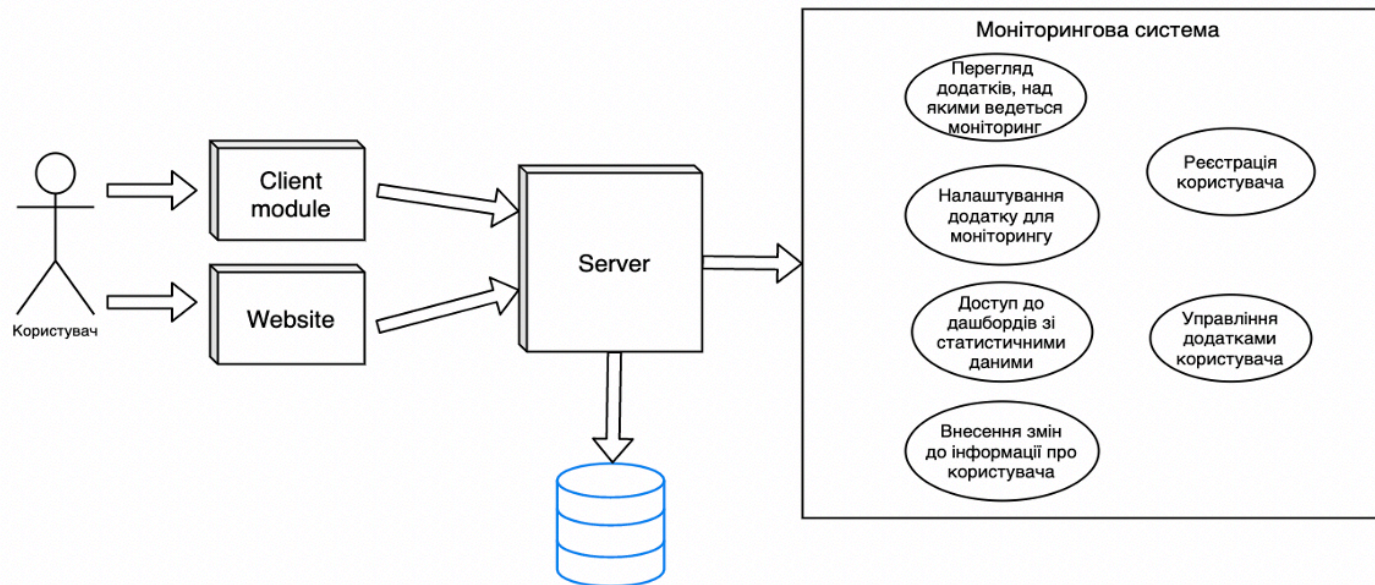 Моніторингова система
Перегляд
додатків, над
якими ведеться
моніторинг
Реєстрація
користувача
Client
module
Налаштування
додатку для
моніторингу
Server
Website
Користувач
Доступ до
дашбордів зі
статистичними
даними
Управління
додатками
користувача
Внесення змін
до інформації про
користувача